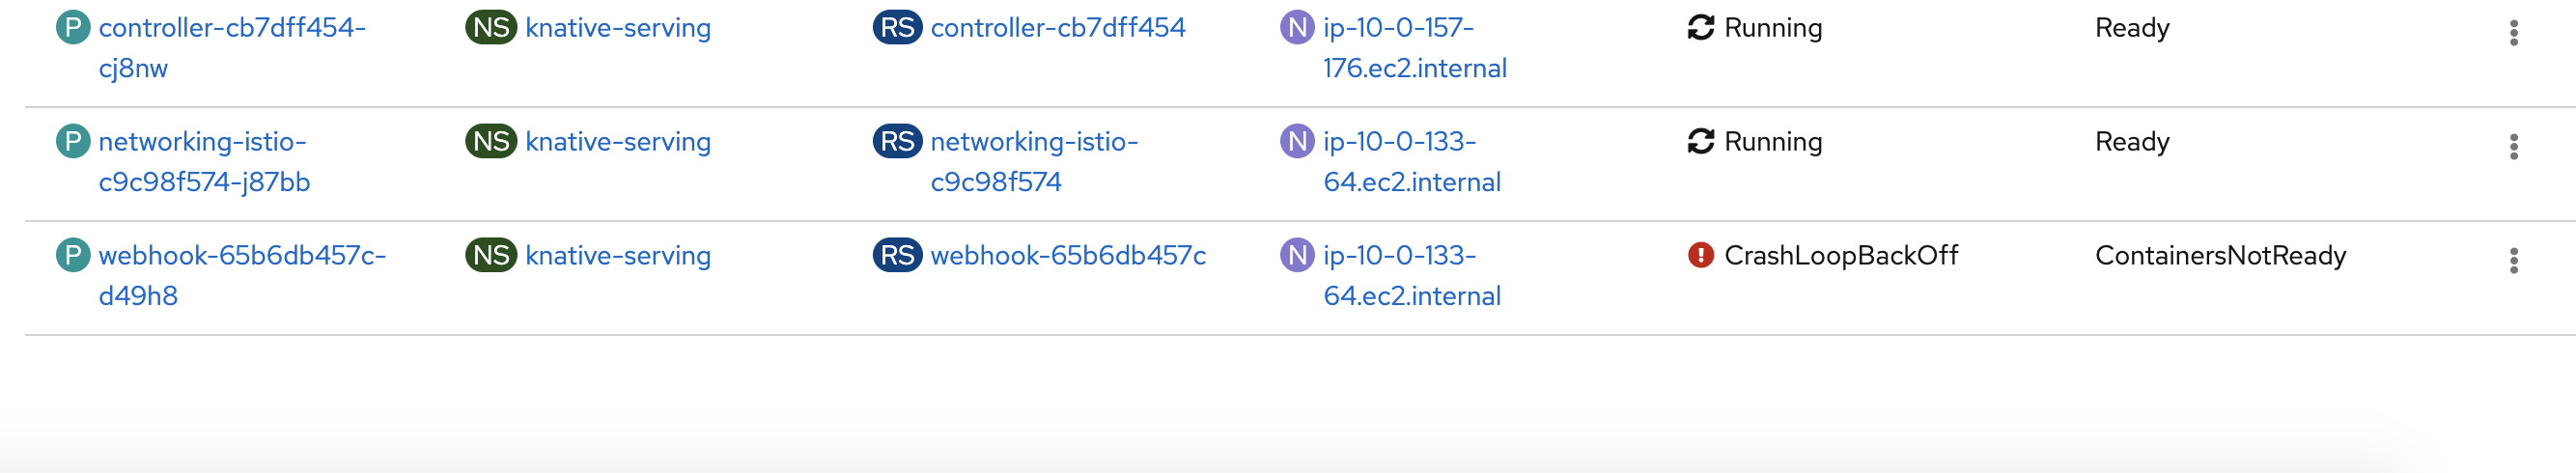 P controller-cb7dff454- NS knative-serving RS controller-cb7dff454 N ip-10-0-157- Running Ready
cj8nw 176.ec2.internal
P networking-istio- NS knative-serving RS networking-istio- N ip-10-0-133- Running Ready
c9c98f574-j87bb c9c98f574 64.ec2.internal
P webhook-65b6db457c- NS knative-serving RS webhook-65b6db457c N ip-10-0-133- CrashLoopBackOff ContainersNotReady
d49h8 64.ec2.internal